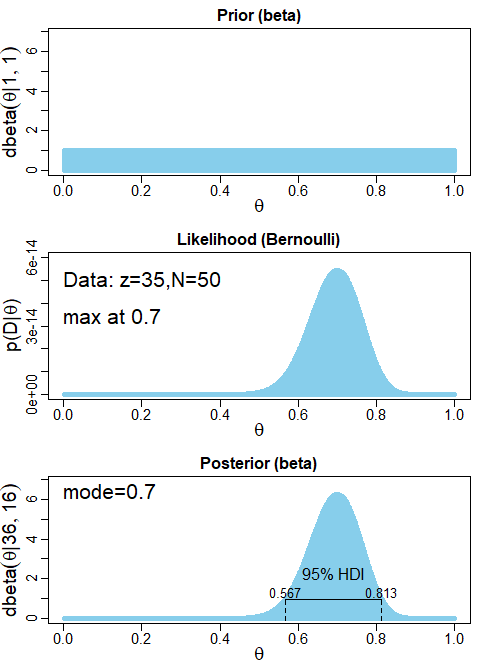 Prior (beta)
dbeta(θ|1, 1)
6
4
2
0
0.0 0.2 0.4 0.6 0.8 1.0
θ
Likelihood (Bernoulli)
p(D|θ)
6e-14
3e-14
0e+00
Data: z=35,N=50
max at 0.7
0.0 0.2 0.4 0.6 0.8 1.0
θ
Posterior (beta)
dbeta(θ|36, 16)
6
4
2
0
mode=0.7
95% HDI
0.567 0.813
0.0 0.2 0.4 0.6 0.8 1.0
θ